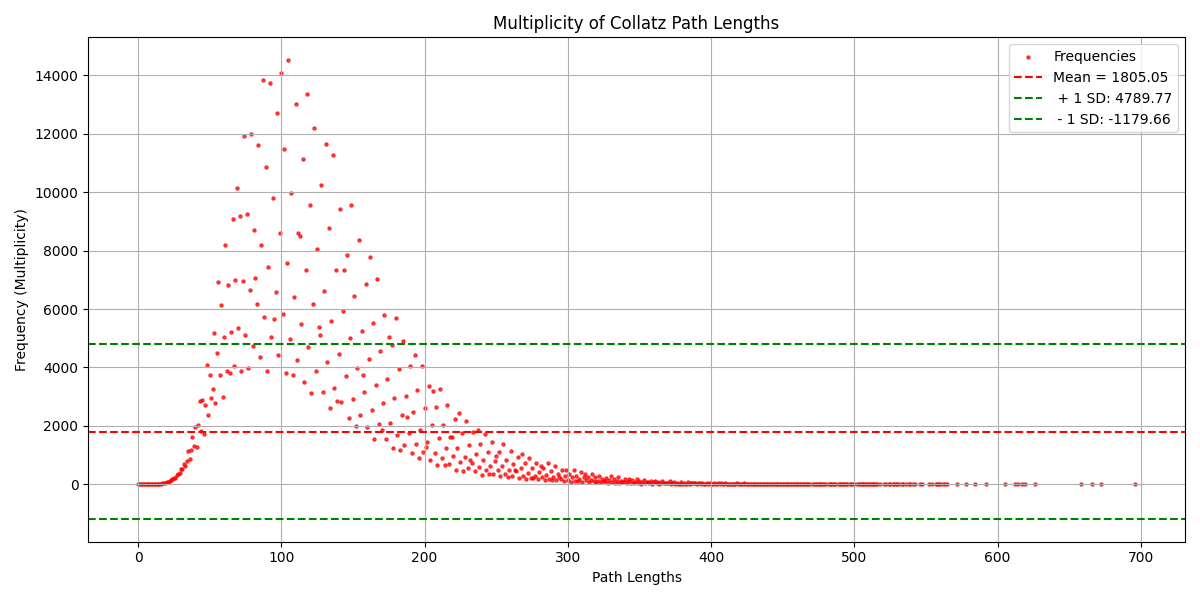 Multiplicity of Collatz Path Lengths
Frequencies
Mean = 1805.05
+ 1 SD: 4789.77
- 1 SD: -1179.66
14000
12000
10000
8000
6000
4000
2000
0
Frequency (Multiplicity)
0 100 200 300 400 500 600 700
Path Lengths